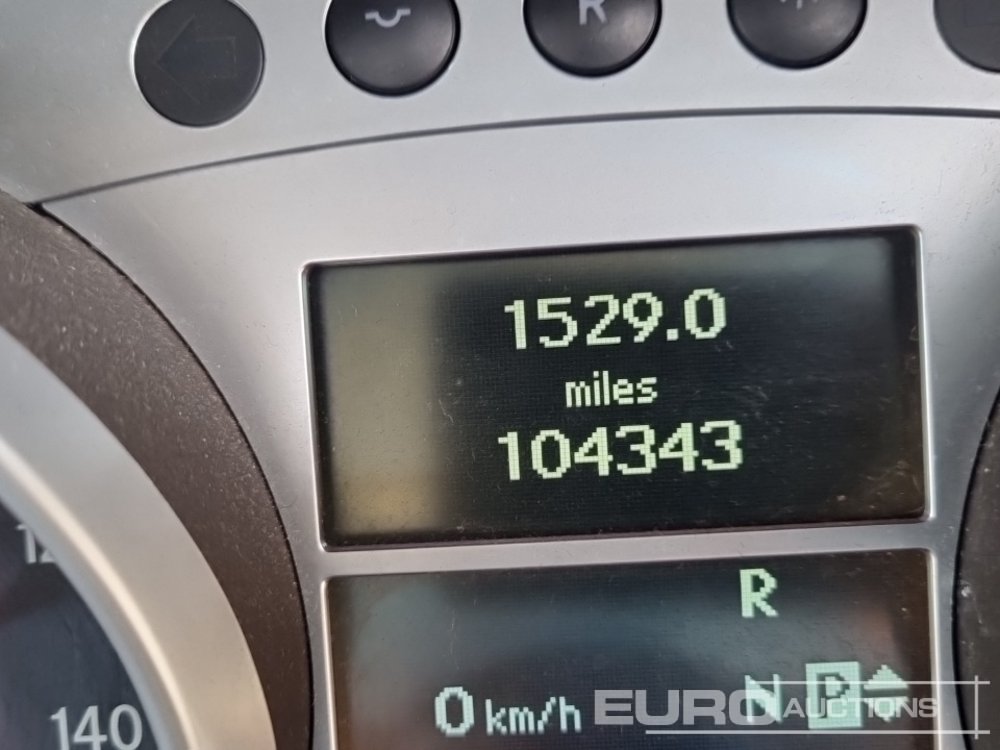 R
1529.0
miles
104343
R
0 km/h N P
140
EURO AUCTIONS